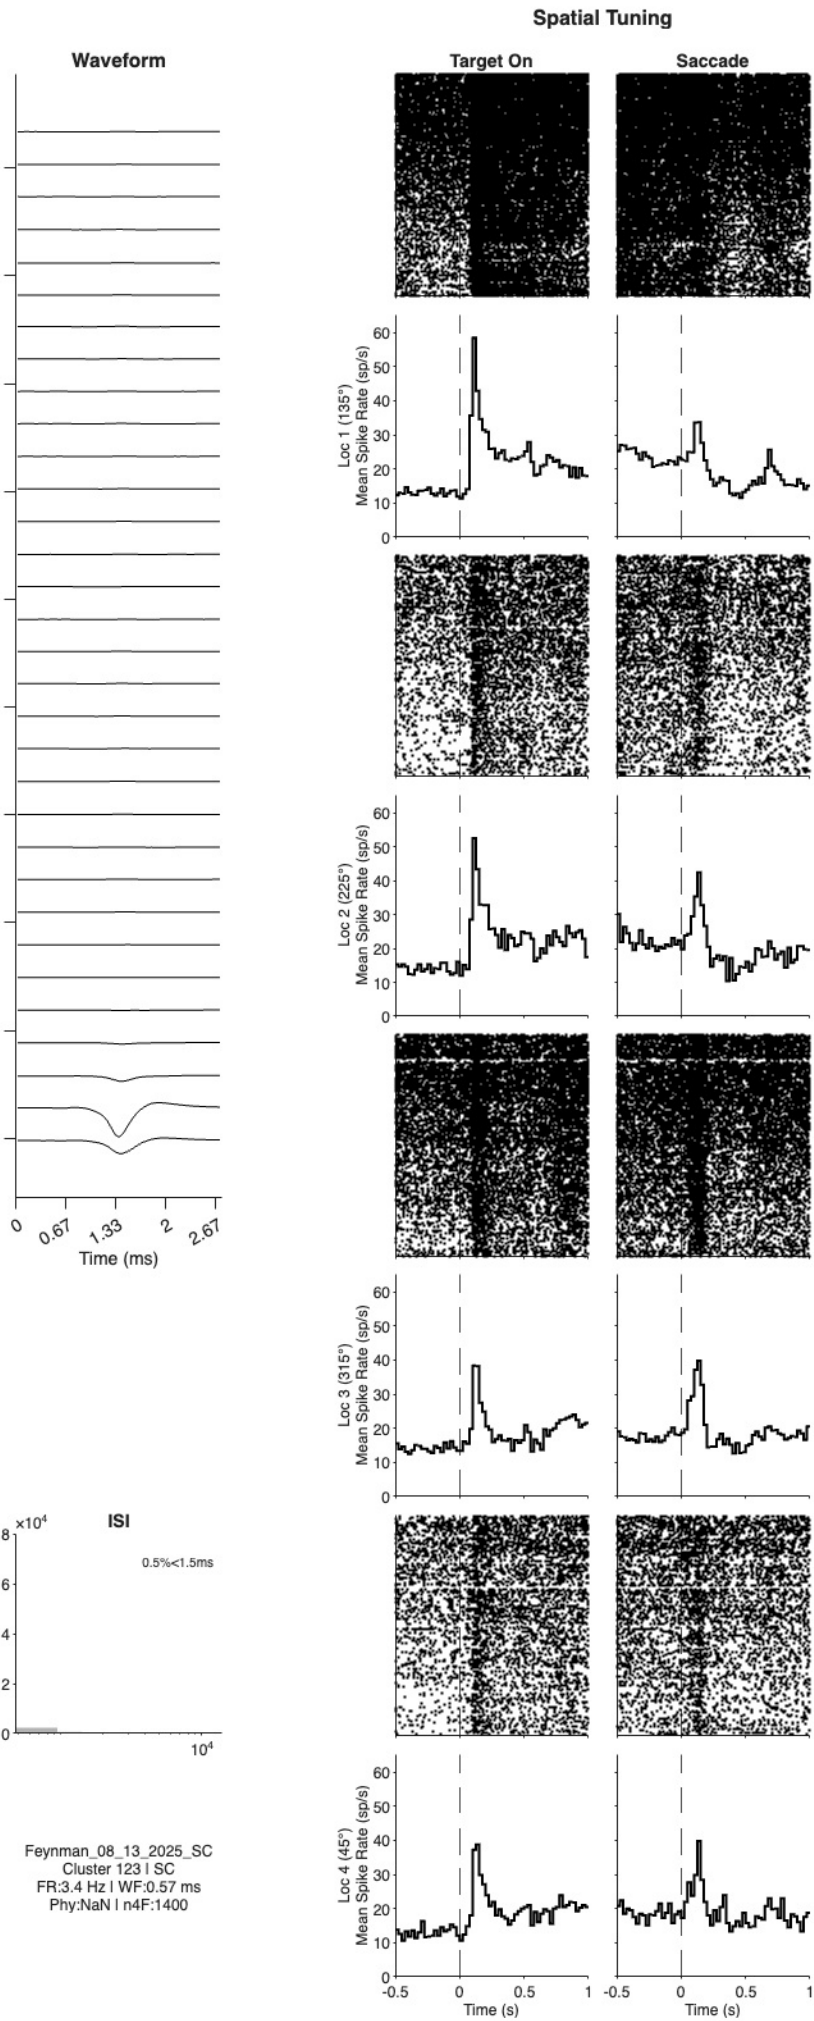 Spatial Tuning
Waveform
Target On
Saccade
60
50
40
30
20
10
0
Loc 1 (135°)
Mean Spike Rate (sp/s)
60
50
40
30
20
10
0
Loc 2 (225°)
Mean Spike Rate (sp/s)
0
0.67
1.33
2
2.67
Time (ms)
60
50
40
30
20
10
0
Loc 3 (315°)
Mean Spike Rate (sp/s)
×10⁴
ISI
8
6
4
2
0
0.5%<1.5ms
10⁴
60
50
40
30
20
10
0
Loc 4 (45°)
Mean Spike Rate (sp/s)
Feynman_08_13_2025_SC
Cluster 123 | SC
FR:3.4 Hz | WF:0.57 ms
Phy:NaN | n4F:1400
-0.5 0 0.5 1
Time (s)
-0.5 0 0.5 1
Time (s)